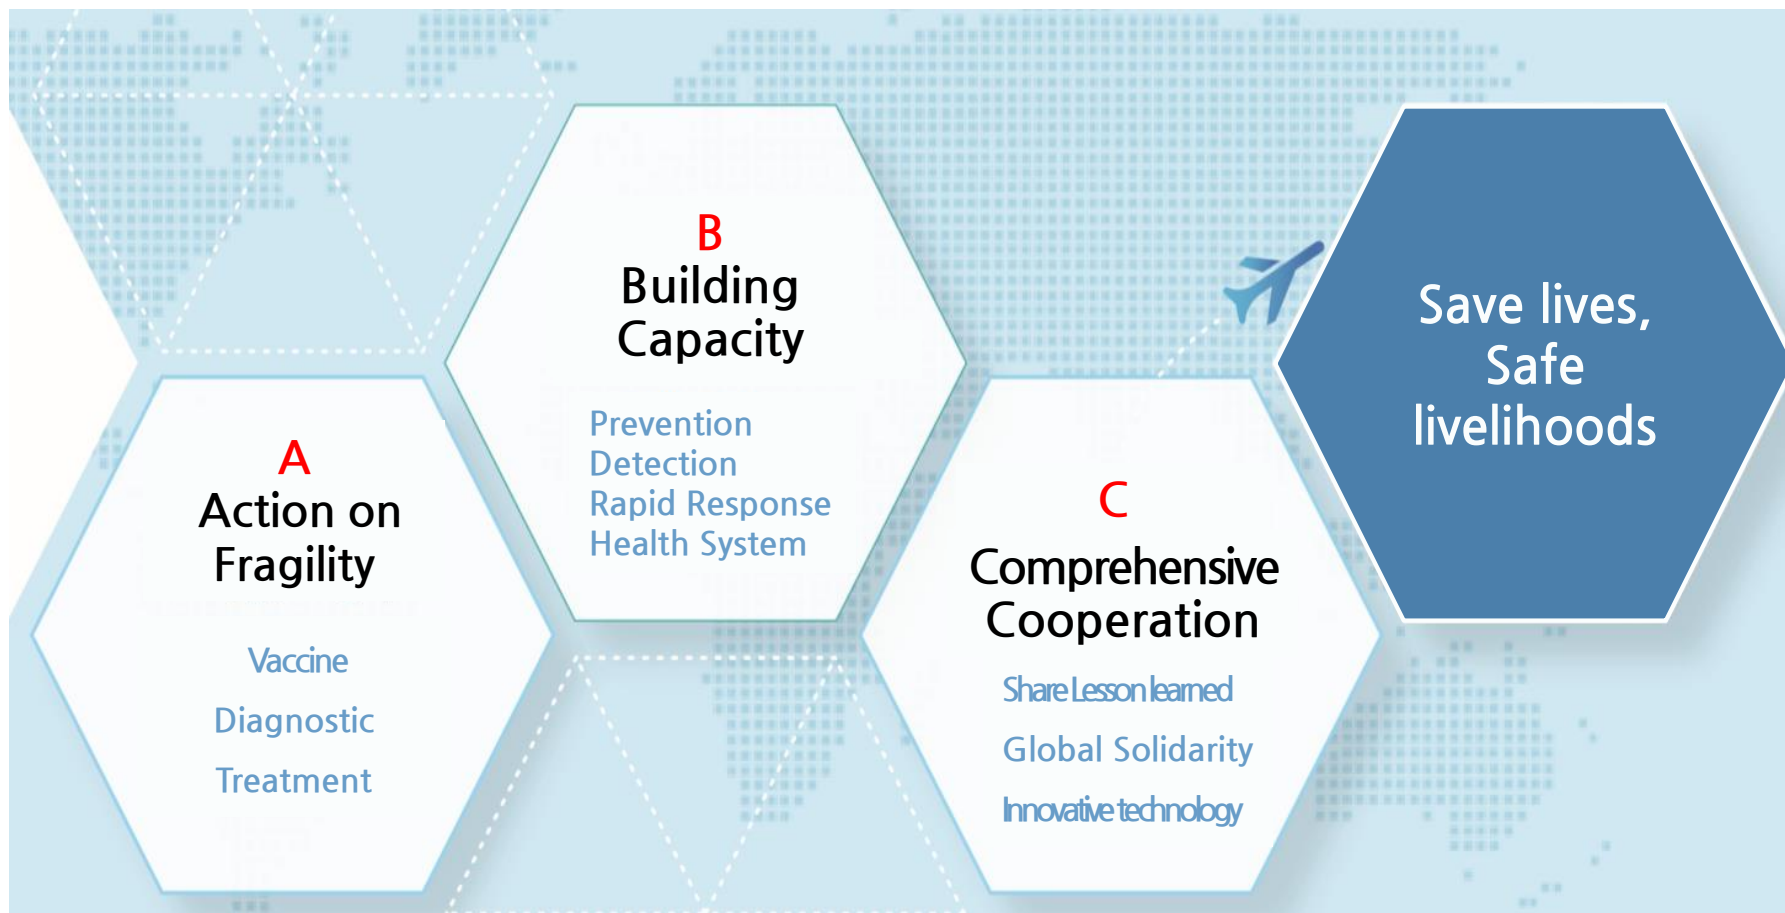 A
Action on
Fragility
Vaccine
Diagnostic
Treatment
B
Building
Capacity
Prevention
Detection
Rapid Response
Health System
C
Comprehensive
Cooperation
Share Lesson learned
Global Solidarity
Innovative technology
Save lives,
Safe
livelihoods